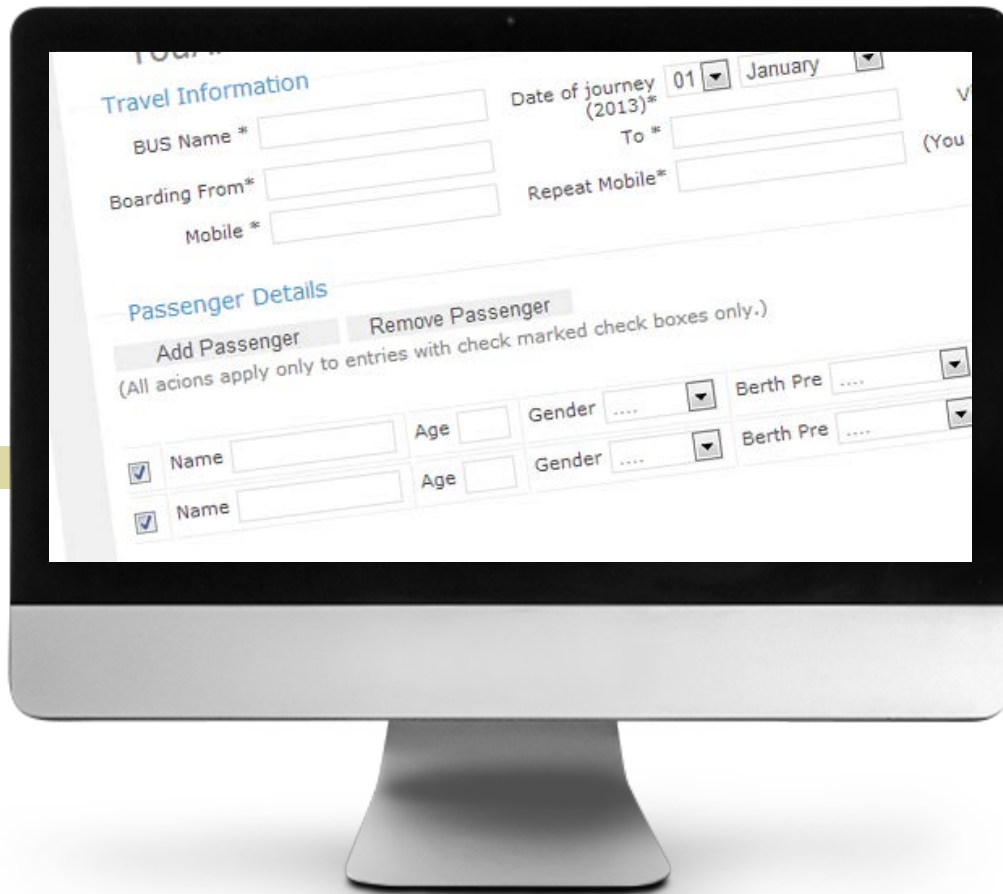 Travel Information
BUS Name *
Date of journey (2013)* 01 January
Boarding From*
To *
Mobile *
Repeat Mobile*
(You
Passenger Details
Add Passenger Remove Passenger
(All acions apply only to entries with check marked check boxes only.)
Name Age Gender .... Berth Pre ....
Name Age Gender .... Berth Pre ....